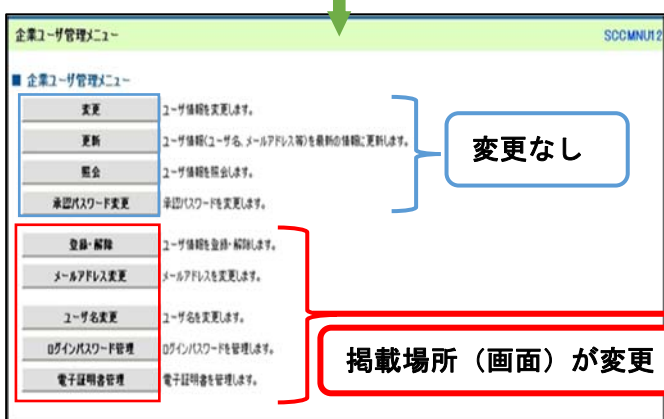 企業ユーザ管理メニュー SCCMNU12
■ 企業ユーザ管理メニュー
変更 ユーザ情報を変更します。
更新 ユーザ情報(ユーザ名、メールアドレス等)を最新の情報に更新します。
照会 ユーザ情報を照会します。
承認パスワード変更 承認パスワードを変更します。
変更なし
登録・解除 ユーザ情報を登録・解除します。
メールアドレス変更 メールアドレスを変更します。
ユーザ名変更 ユーザ名を変更します。
ログインパスワード管理 ログインパスワードを管理します。
電子証明書管理 電子証明書を管理します。
掲載場所（画面）が変更